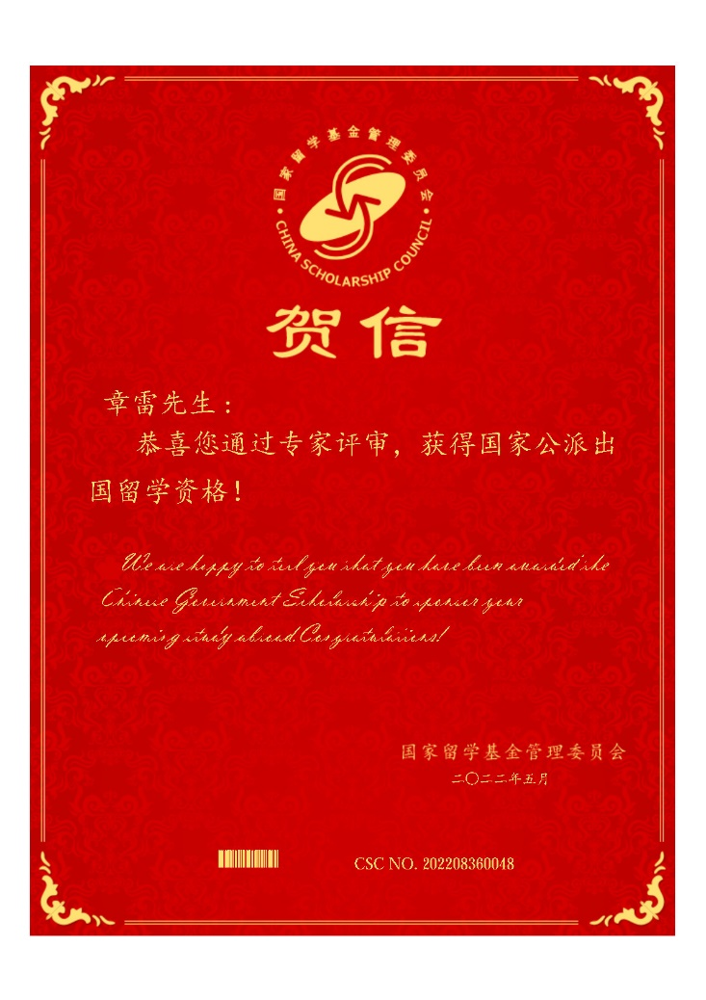 国家留学基金管理委员会
• CHINA SCHOLARSHIP COUNCIL •
贺信
章雷先生：
恭喜您通过专家评审，获得国家公派出
国留学资格！
We are happy to tell you that you have been awarded the
Chinese Government Scholarship to sponsor your
upcoming study abroad. Congratulations!
国家留学基金管理委员会
二〇二二年五月
CSC NO. 202208360048